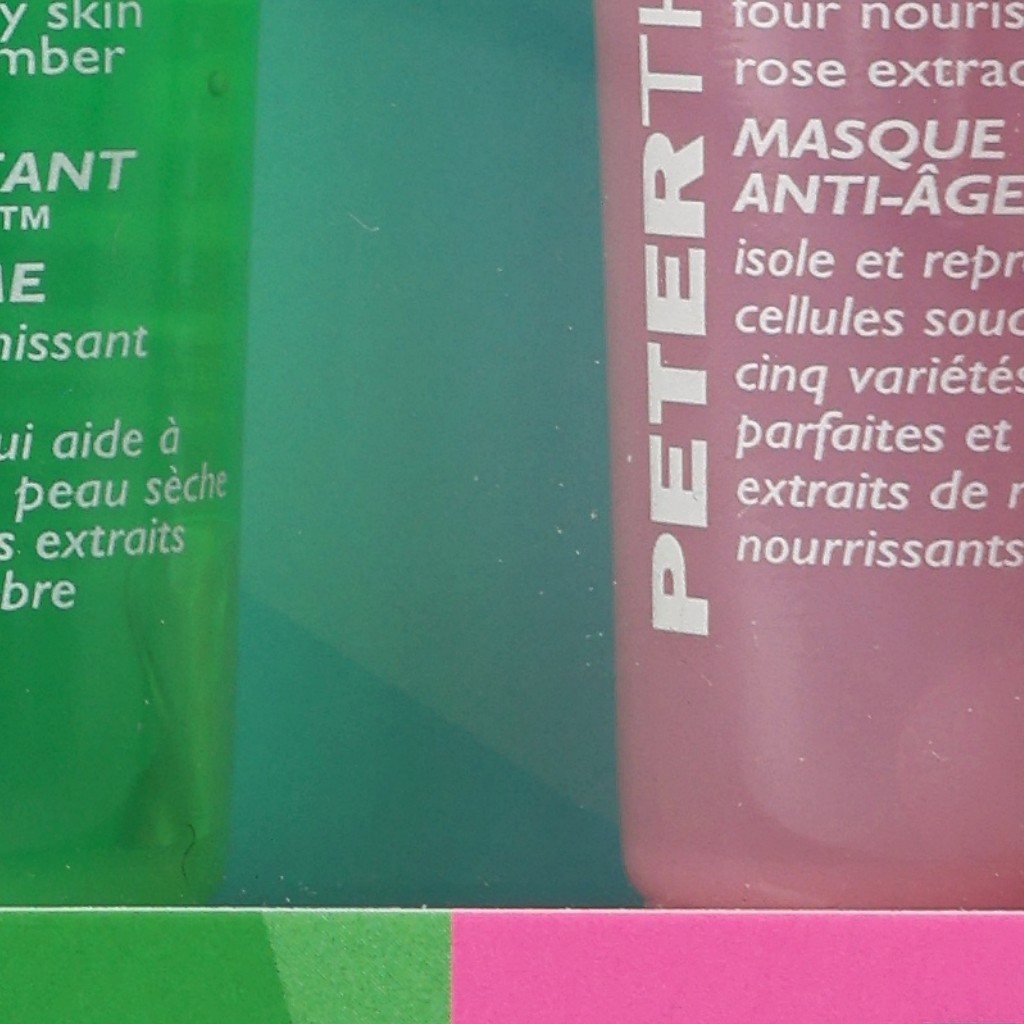 y skin
mber
TANT
TM
ME
nissant
ui aide à
peau sèche
s extraits
bre
PETERTH
four nouris
rose extrac
MASQUE
ANTI-ÂGE
isole et repr
cellules souc
cinq variétés
parfaites et
extraits de r
nourrissants